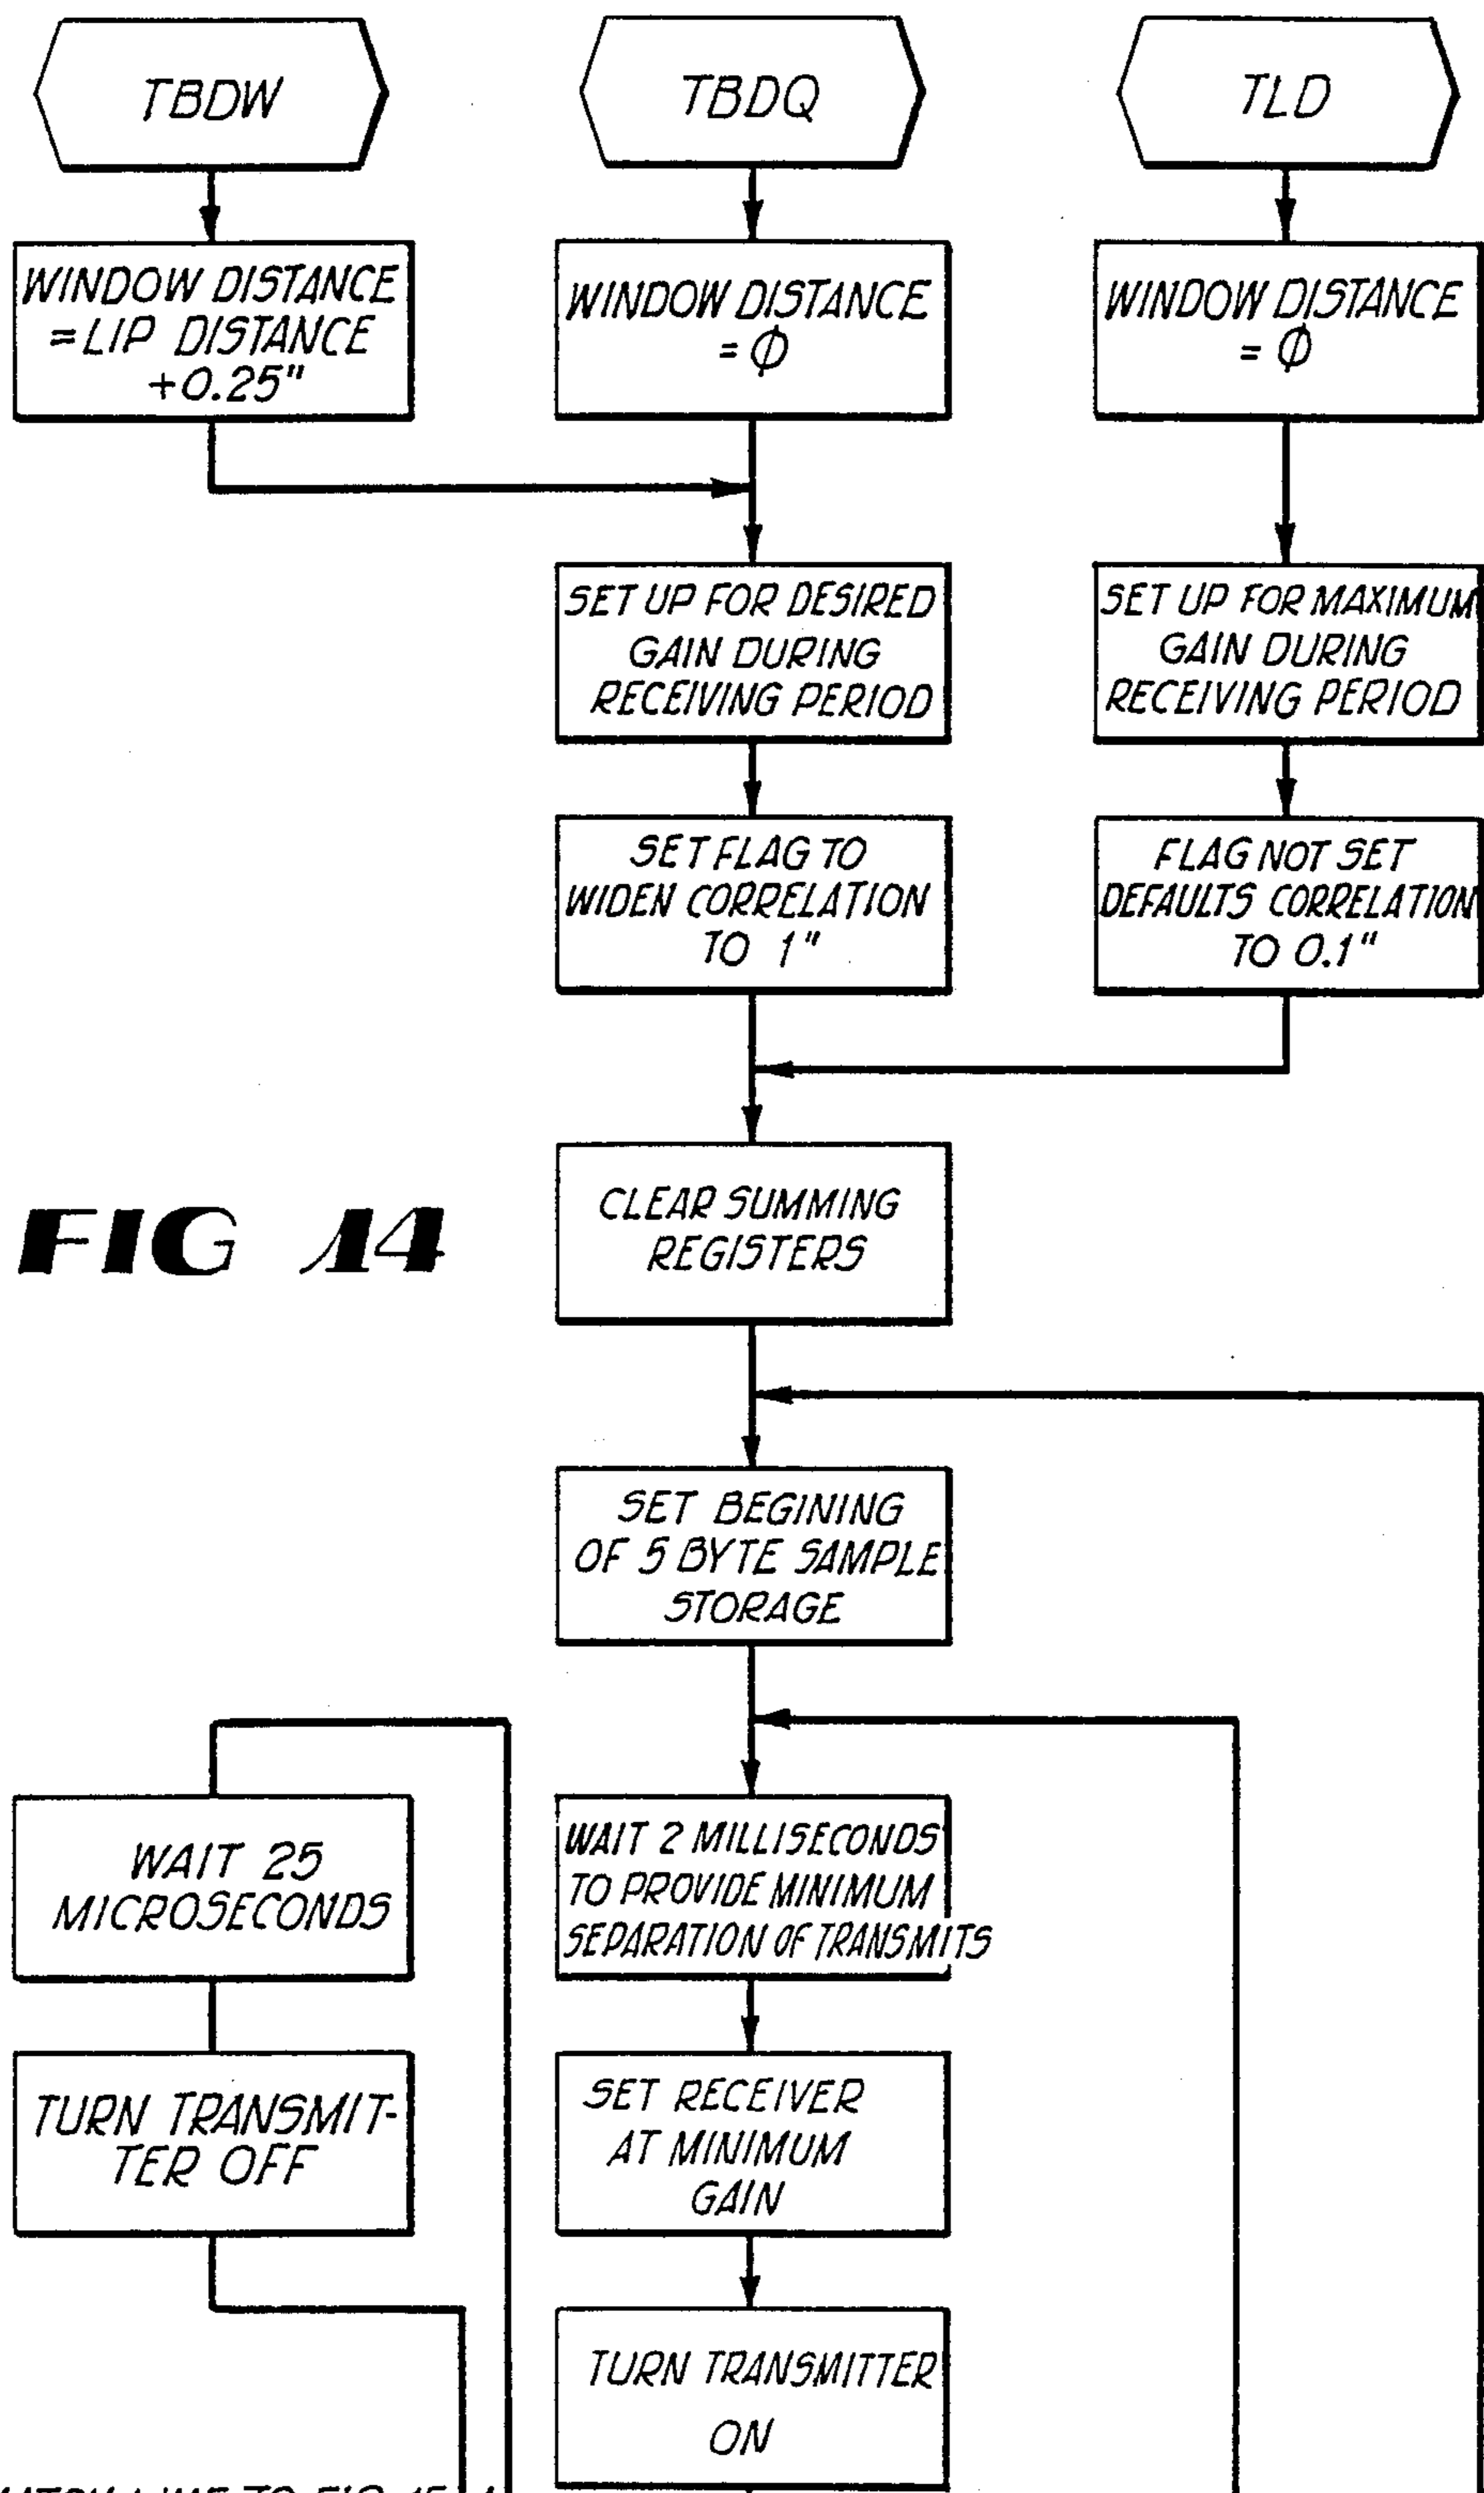 TBDW
TBDQ
TLD
WINDOW DISTANCE
=LIP DISTANCE
+0.25"
WINDOW DISTANCE
=Φ
WINDOW DISTANCE
=Φ
SET UP FOR DESIRED
GAIN DURING
RECEIVING PERIOD
SET UP FOR MAXIMUM
GAIN DURING
RECEIVING PERIOD
SET FLAG TO
WIDEN CORRELATION
TO 1"
FLAG NOT SET
DEFAULTS CORRELATION
TO 0.1"
CLEAR SUMMING
REGISTERS
FIG 14
SET BEGINING
OF 5 BYTE SAMPLE
STORAGE
WAIT 25
MICROSECONDS
WAIT 2 MILLISECONDS
TO PROVIDE MINIMUM
SEPARATION OF TRANSMITS
TURN TRANSMIT-
TER OFF
SET RECEIVER
AT MINIMUM
GAIN
TURN TRANSMITTER
ON